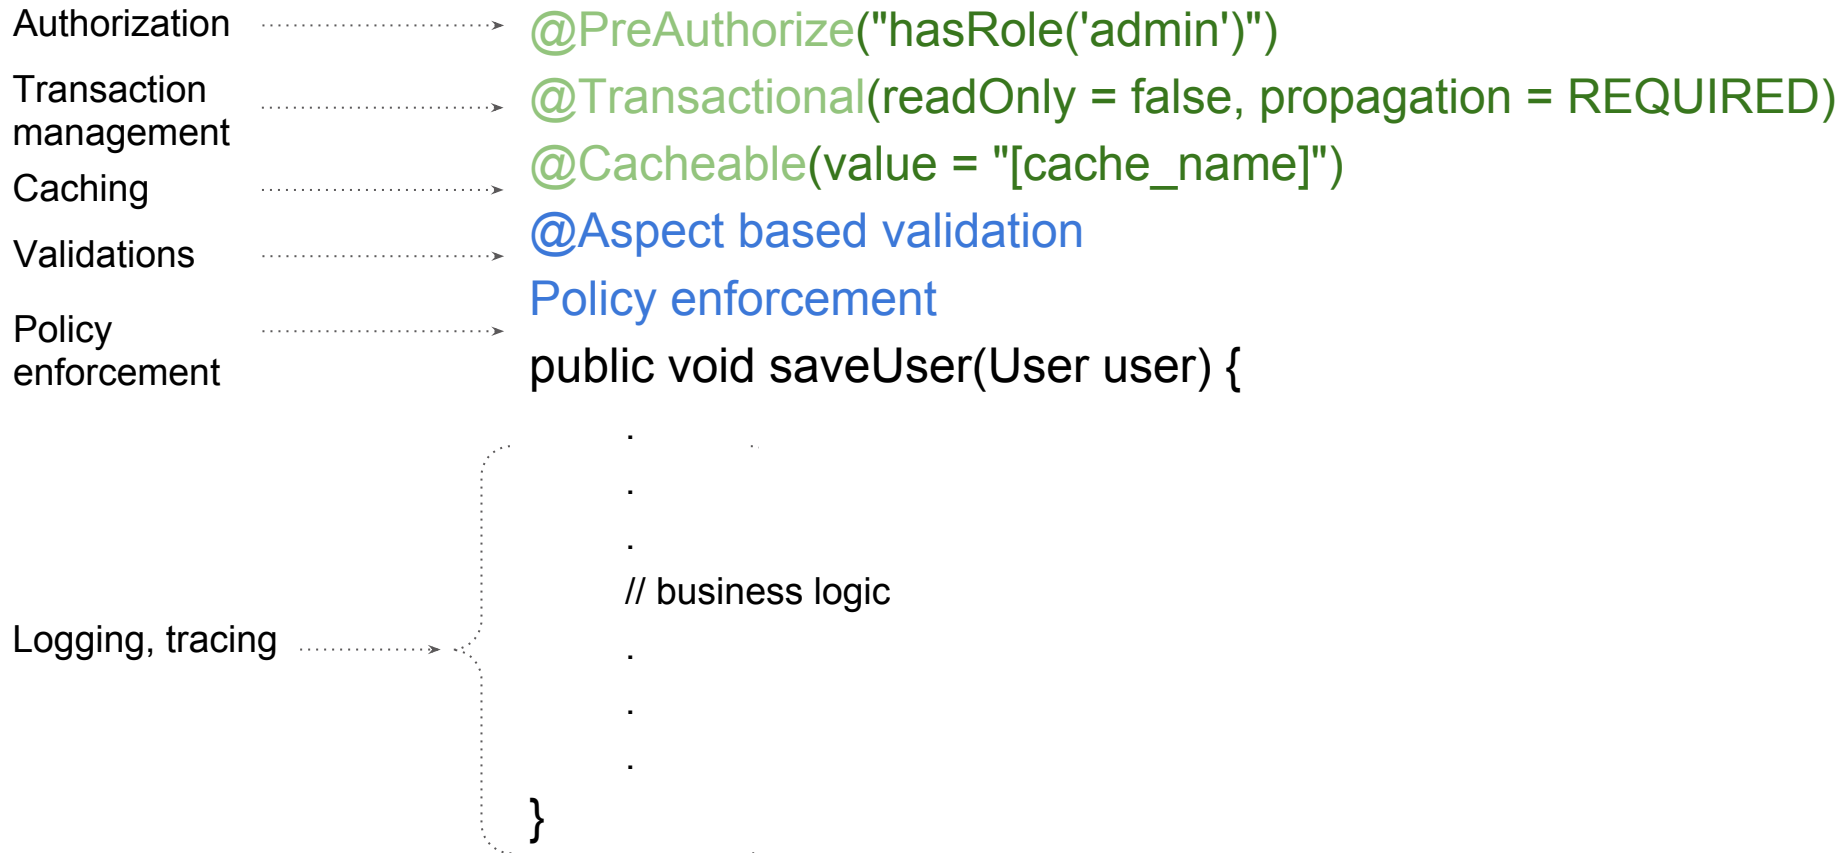 Authorization
@PreAuthorize("hasRole('admin')")
Transaction
management
@Transactional(readOnly = false, propagation = REQUIRED)
Caching
@Cacheable(value = "[cache_name]")
Validations
@Aspect based validation
Policy
enforcement
Policy enforcement
public void saveUser(User user) {
.
.
.
// business logic
Logging, tracing
.
.
.
}